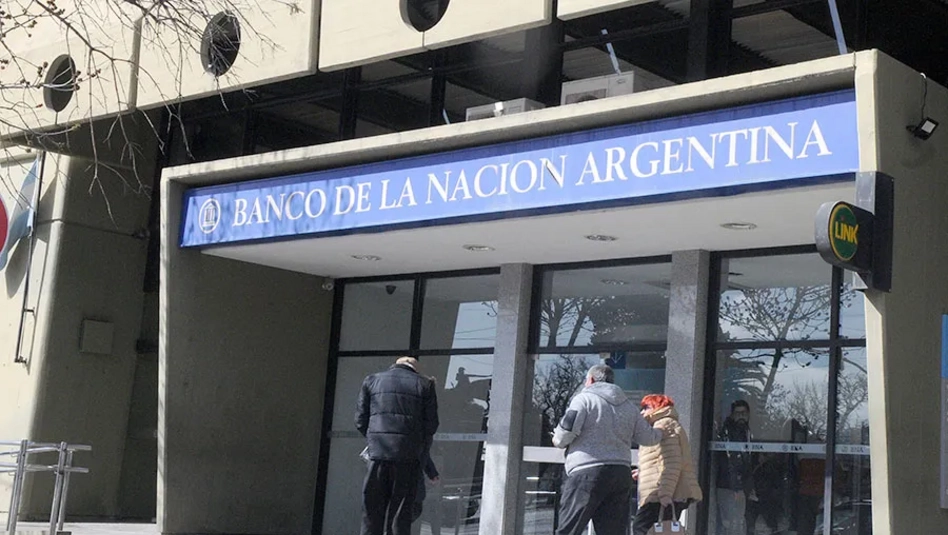 BANCO DE LA NACION ARGENTINA
LINK